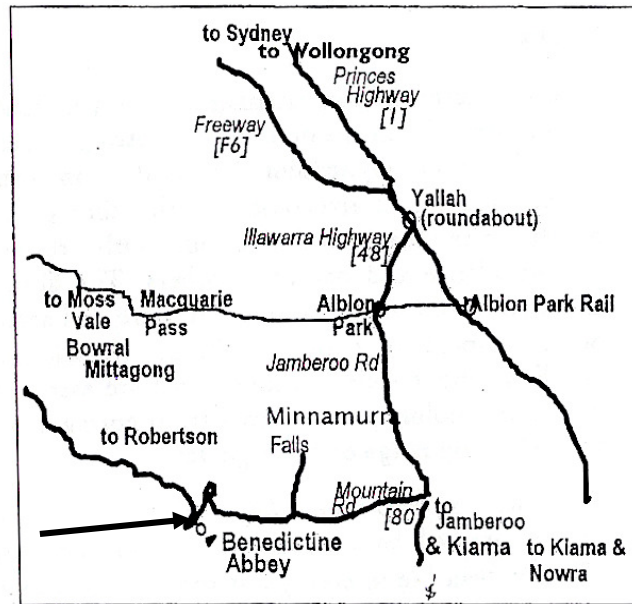 to Sydney
to Wollongong
Princes
Highway
[1]
Freeway
[F6]
Yallah
(roundabout)
Illawarra Highway
[48]
to Moss
Vale
Bowral
Mittagong
Macquarie
Pass
Albion
Park
Albion Park Rail
Jamberoo Rd
Minnamurra
Falls
to Robertson
Mountain
Rd
[80]
to
Jamberoo
& Kiama
to Kiama &
Nowra
Benedictine
Abbey